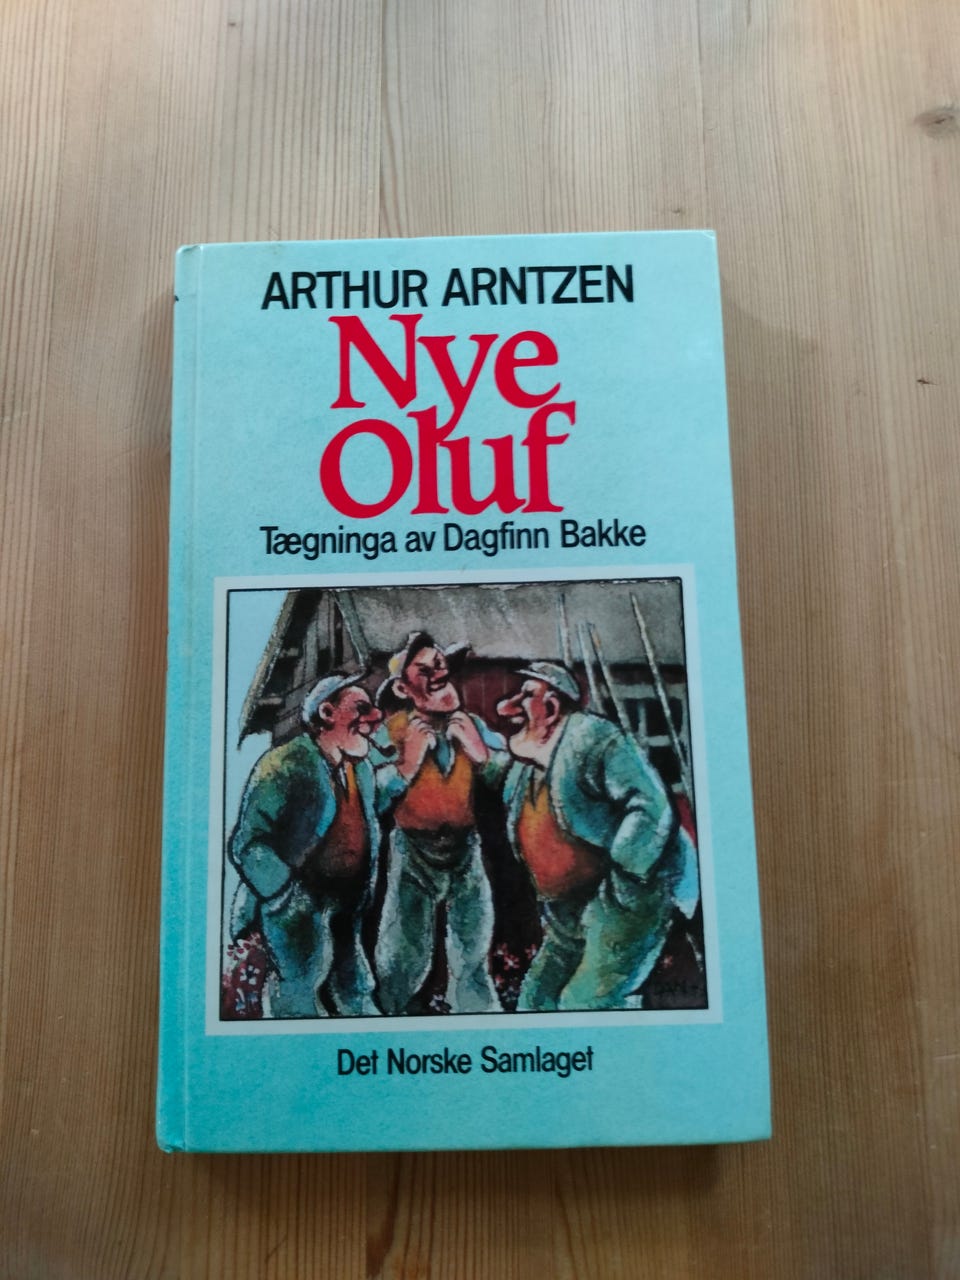 ARTHUR ARNTZEN
Nye
Oluf
Tægninga av Dagfinn Bakke
Det Norske Samlaget